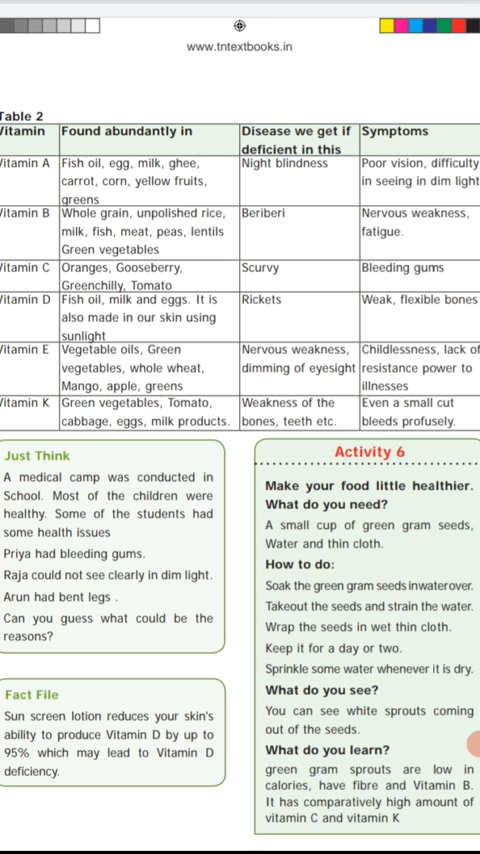 www.tntextbooks.in
Table 2
Vitamin Found abundantly in Disease we get if deficient in this Symptoms
Vitamin A Fish oil, egg, milk, ghee, carrot, corn, yellow fruits, greens Night blindness Poor vision, difficulty in seeing in dim light
Vitamin B Whole grain, unpolished rice, milk, fish, meat, peas, lentils Green vegetables Beriberi Nervous weakness, fatigue.
Vitamin C Oranges, Gooseberry, Greenchilly, Tomato Scurvy Bleeding gums
Vitamin D Fish oil, milk and eggs. It is also made in our skin using sunlight Rickets Weak, flexible bones
Vitamin E Vegetable oils, Green vegetables, whole wheat, Mango, apple, greens Nervous weakness, dimming of eyesight Childlessness, lack of resistance power to illnesses
Vitamin K Green vegetables, Tomato, cabbage, eggs, milk products. Weakness of the bones, teeth etc. Even a small cut bleeds profusely.
Just Think
A medical camp was conducted in
School. Most of the children were
healthy. Some of the students had
some health issues
Priya had bleeding gums.
Raja could not see clearly in dim light.
Arun had bent legs .
Can you guess what could be the
reasons?
Fact File
Sun screen lotion reduces your skin's
ability to produce Vitamin D by up to
95% which may lead to Vitamin D
deficiency.
Activity 6
Make your food little healthier.
What do you need?
A small cup of green gram seeds,
Water and thin cloth.
How to do:
Soak the green gram seeds inwaterover.
Takeout the seeds and strain the water.
Wrap the seeds in wet thin cloth.
Keep it for a day or two.
Sprinkle some water whenever it is dry.
What do you see?
You can see white sprouts coming
out of the seeds.
What do you learn?
green gram sprouts are low in
calories, have fibre and Vitamin B.
It has comparatively high amount of
vitamin C and vitamin K